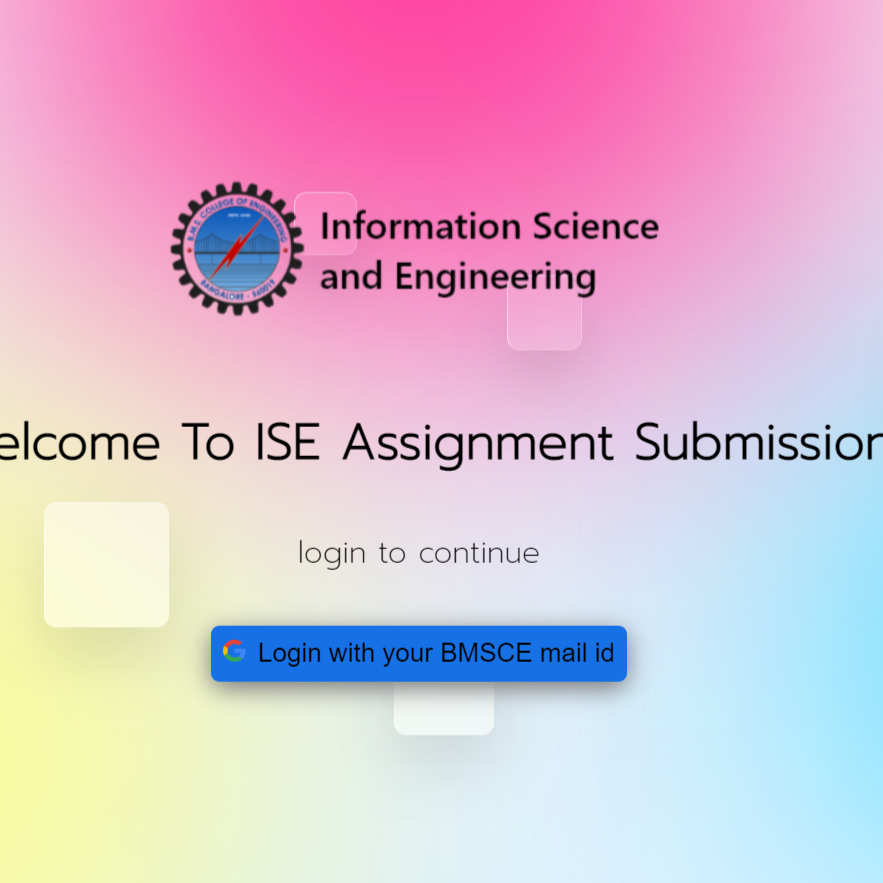 B.M.S. COLLEGE OF ENGINEERING
BANGALORE - 560019
Information Science
and Engineering
elcome To ISE Assignment Submission
login to continue
Login with your BMSCE mail id